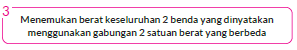 3
Menemukan berat keseluruhan 2 benda yang dinyatakan
menggunakan gabungan 2 satuan berat yang berbeda